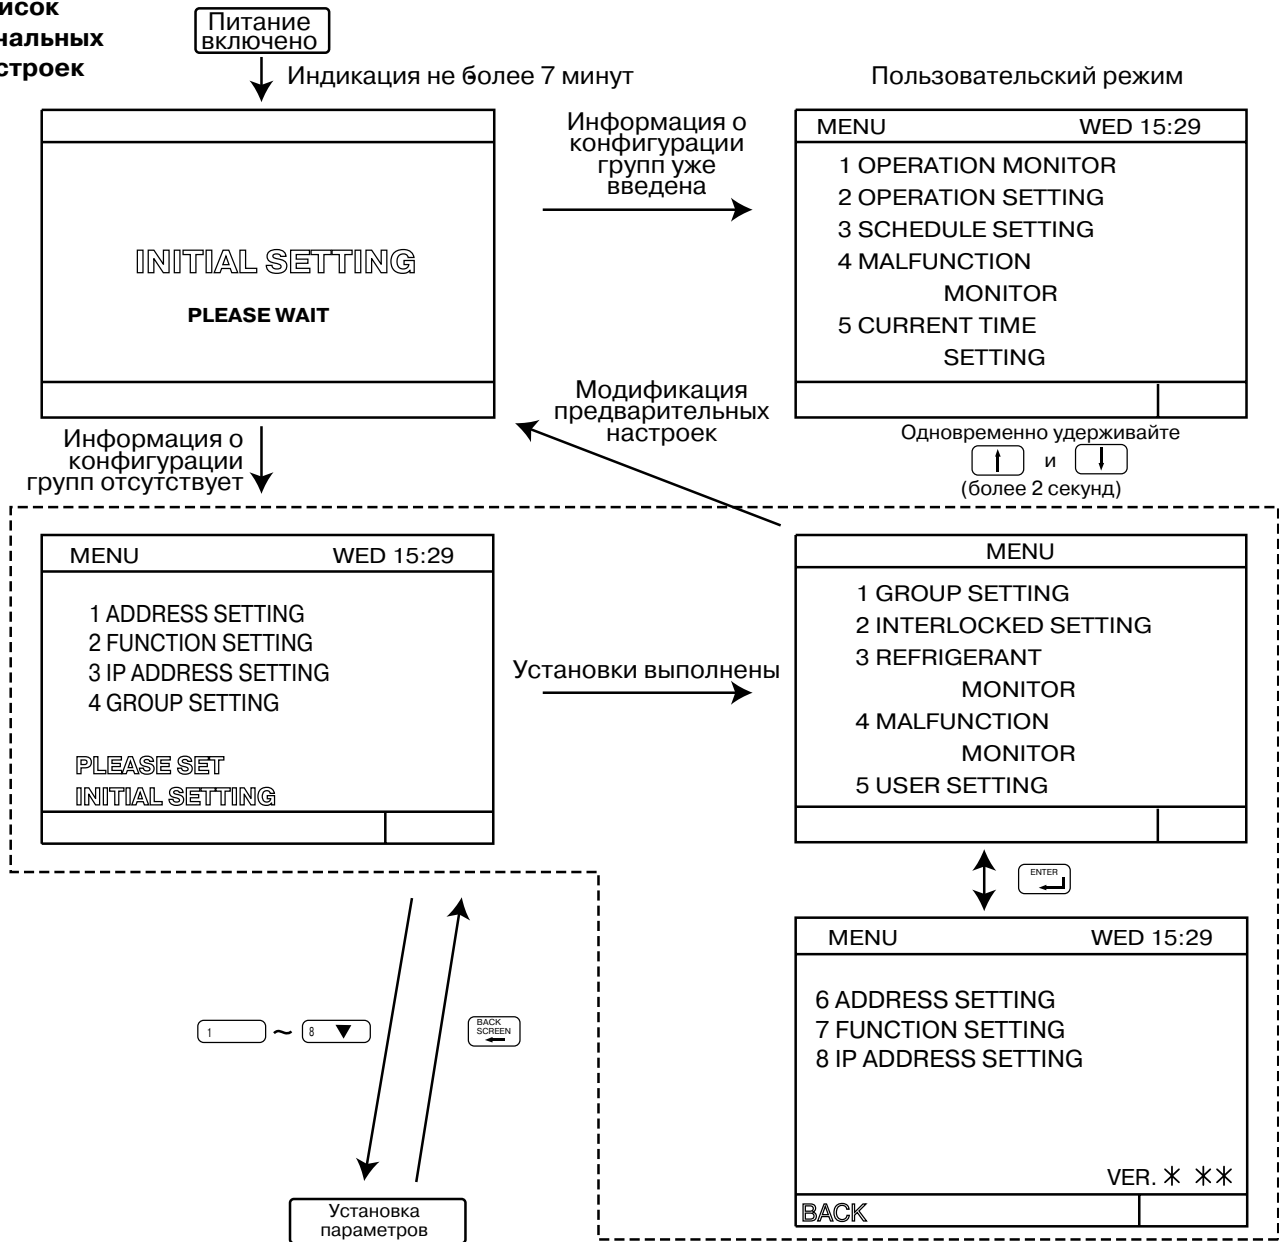 Питание
включено
Индикация не более 7 минут
Пользовательский режим
INITIAL SETTING
PLEASE WAIT
Информация о
конфигурации
групп уже
введена
MENU WED 15:29
1 OPERATION MONITOR
2 OPERATION SETTING
3 SCHEDULE SETTING
4 MALFUNCTION
MONITOR
5 CURRENT TIME
SETTING
Информация о
конфигурации
групп отсутствует
Модификация
предварительных
настроек
Одновременно удерживайте
и
(более 2 секунд)
MENU WED 15:29
1 ADDRESS SETTING
2 FUNCTION SETTING
3 IP ADDRESS SETTING
4 GROUP SETTING
PLEASE SET
INITIAL SETTING
Установки выполнены
MENU
1 GROUP SETTING
2 INTERLOCKED SETTING
3 REFRIGERANT
MONITOR
4 MALFUNCTION
MONITOR
5 USER SETTING
ENTER
MENU WED 15:29
6 ADDRESS SETTING
7 FUNCTION SETTING
8 IP ADDRESS SETTING
VER. * **
BACK
1 ~ 8 ▼
BACK
SCREEN
Установка
параметров